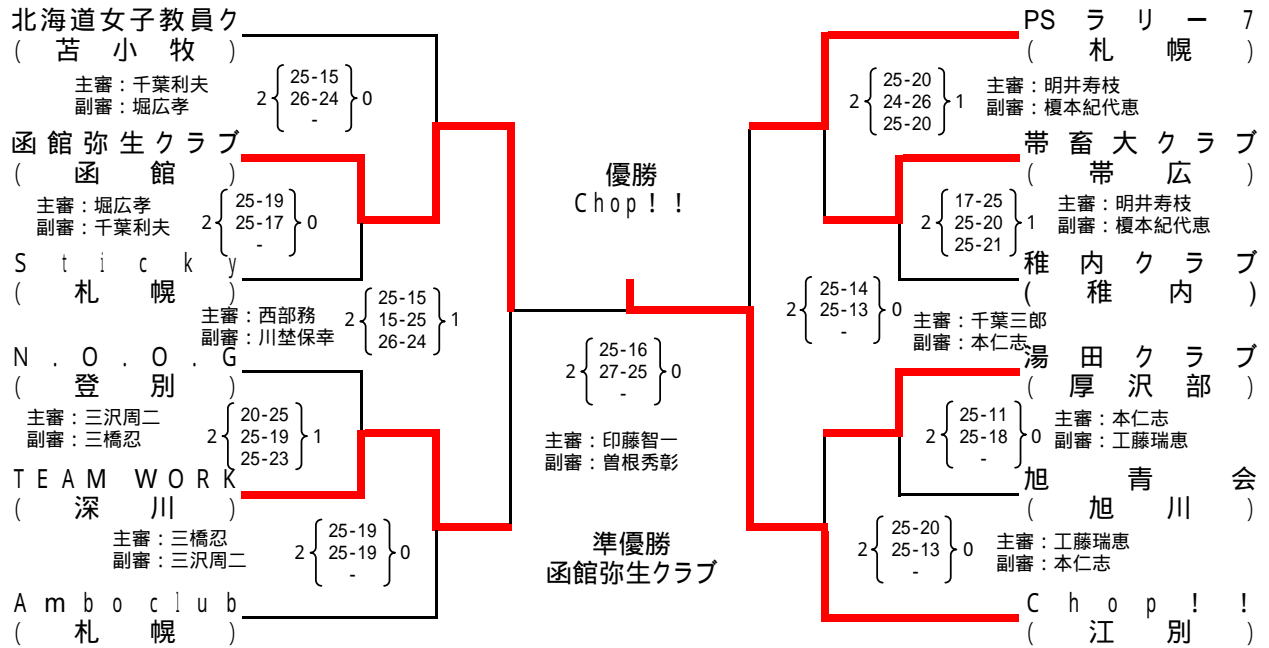 北海道女子教員ク
( 苫 小 牧 )
主審：千葉利夫
副審：堀広孝
2 25-15 0
26-24
-
函館弥生クラブ
( 函 館 )
主審：堀広孝
副審：千葉利夫
2 25-19 0
25-17
-
Sticky
( 札 幌 )
主審：西部務
副審：川埜保幸
2 25-15 1
15-25
26-24
N.O.O.G
( 登 別 )
主審：三沢周二
副審：三橋忍
2 20-25 1
25-19
25-23
TEAM WORK
( 深 川 )
主審：三橋忍
副審：三沢周二
2 25-19 0
25-19
-
Ambo club
( 札 幌 )
優勝
Chop！！
2 25-16 0
27-25
-
主審：印藤智一
副審：曽根秀彰
準優勝
函館弥生クラブ
PSラリー7
( 札 幌 )
2 25-20 1
24-26
25-20
主審：明井寿枝
副審：榎本紀代恵
帯畜大クラブ
( 帯 広 )
2 17-25 1
25-20
25-21
主審：明井寿枝
副審：榎本紀代恵
稚内クラブ
( 稚 内 )
2 25-14 0
25-13
-
主審：千葉三郎
副審：本仁志
湯田クラブ
( 厚 沢 部 )
2 25-11 0
25-18
-
主審：本仁志
副審：工藤瑞恵
旭青会
( 旭 川 )
2 25-20 0
25-13
-
主審：工藤瑞恵
副審：本仁志
Chop!!
( 江 別 )